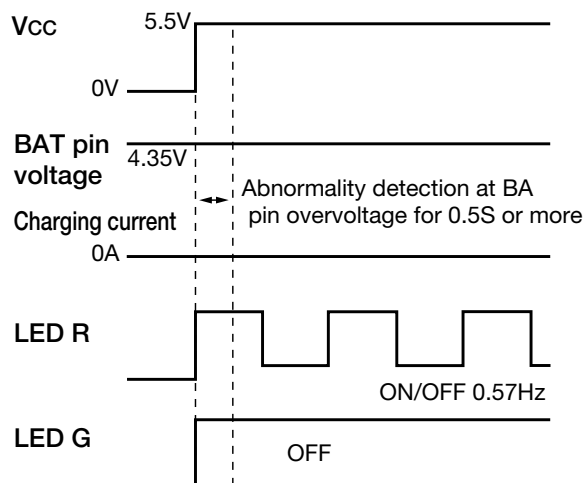 Vcc
5.5V
0V
BAT pin
voltage
4.35V
Abnormality detection at BA
pin overvoltage for 0.5S or more
Charging current
0A
LED R
ON/OFF 0.57Hz
LED G
OFF